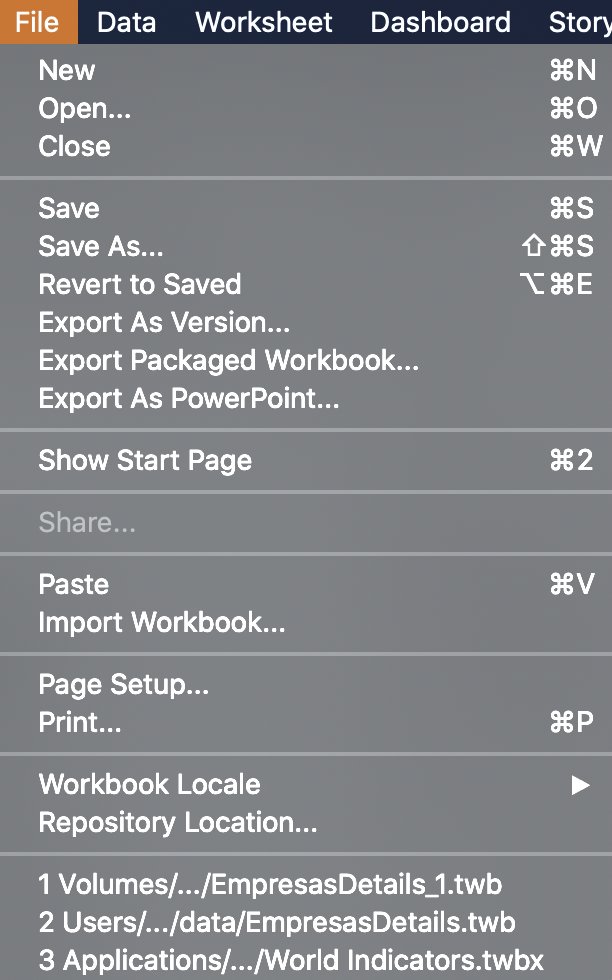 File Data Worksheet Dashboard Story
New ⌘N
Open... ⌘O
Close ⌘W
Save ⌘S
Save As... ⇧⌘S
Revert to Saved ⌥⌘E
Export As Version...
Export Packaged Workbook...
Export As PowerPoint...
Show Start Page ⌘2
Share...
Paste ⌘V
Import Workbook...
Page Setup...
Print... ⌘P
Workbook Locale ▶
Repository Location...
1 Volumes/.../EmpresasDetails_1.twb
2 Users/.../data/EmpresasDetails.twb
3 Applications/.../World Indicators.twbx